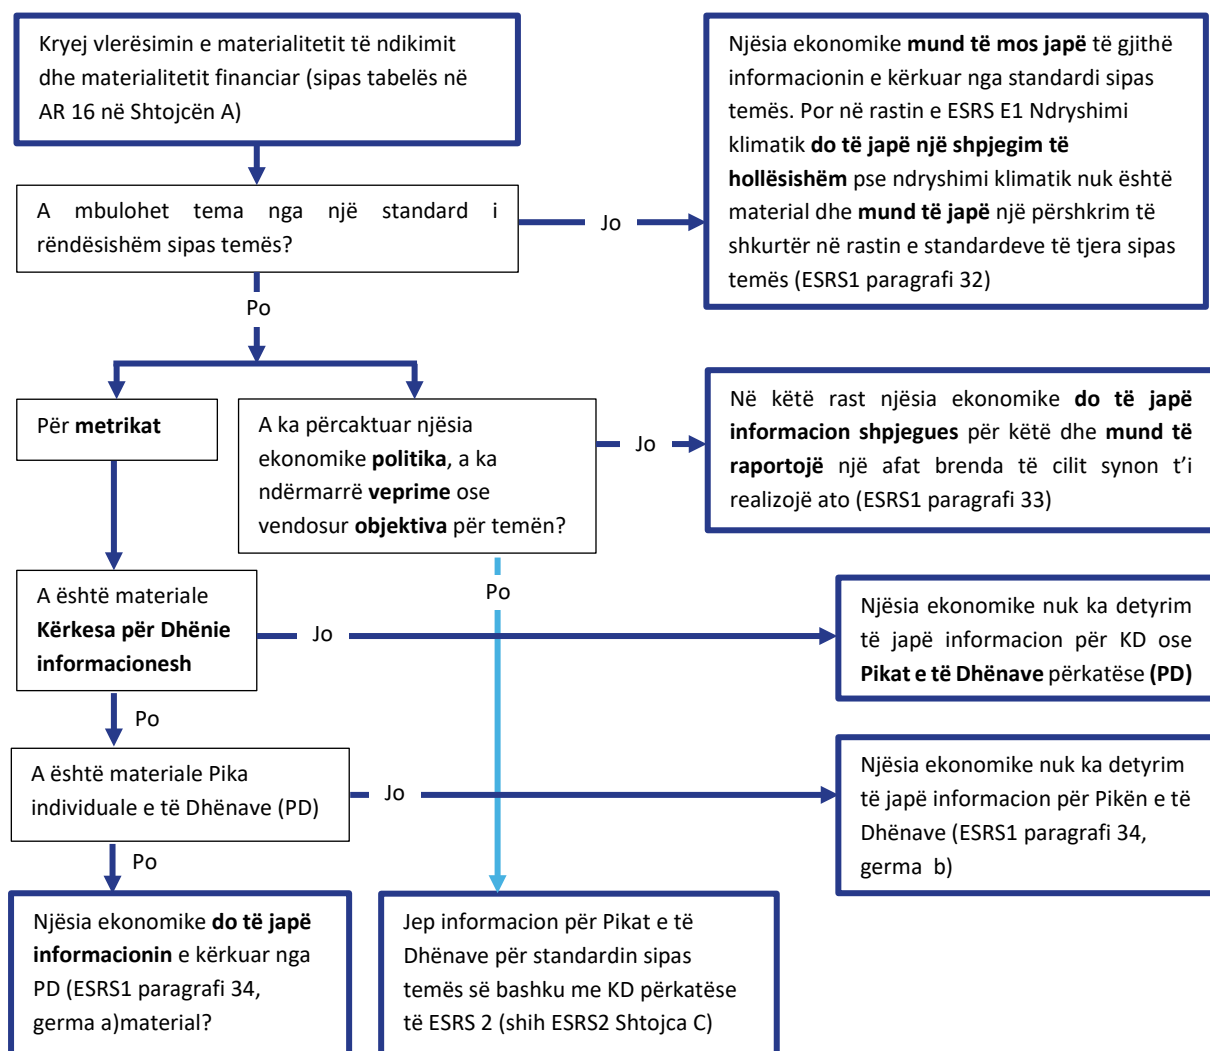 Kryej vlerësimin e materialitetit të ndikimit
dhe materialitetit financiar (sipas tabelës në
AR 16 në Shtojcën A)
Njësia ekonomike mund të mos japë të gjithë
informacionin e kërkuar nga standardi sipas
temës. Por në rastin e ESRS E1 Ndryshimi
klimatik do të japë një shpjegim të
hollësishëm pse ndryshimi klimatik nuk është
material dhe mund të japë një përshkrim të
shkurtër në rastin e standardeve të tjera sipas
temës (ESRS1 paragrafi 32)
A mbulohet tema nga një standard i
rëndësishëm sipas temës?
Jo
Po
Për metrikat
A ka përcaktuar njësia
ekonomike politika, a ka
ndërmarrë veprime ose
vendosur objektiva për temën?
Jo
Në këtë rast njësia ekonomike do të japë
informacion shpjegues për këtë dhe mund të
raportojë një afat brenda të cilit synon t’i
realizojë ato (ESRS1 paragrafi 33)
Po
A është materiale
Kërkesa për Dhënie
informacionesh
Jo
Njësia ekonomike nuk ka detyrim
të japë informacion për KD ose
Pikat e të Dhënave përkatëse (PD)
Po
A është materiale Pika
individuale e të Dhënave (PD)
Jo
Njësia ekonomike nuk ka detyrim
të japë informacion për Pikën e të
Dhënave (ESRS1 paragrafi 34,
germa b)
Po
Njësia ekonomike do të japë
informacionin e kërkuar nga
PD (ESRS1 paragrafi 34,
germa a)material?
Jep informacion për Pikat e të
Dhënave për standardin sipas
temës së bashku me KD përkatëse
të ESRS 2 (shih ESRS2 Shtojca C)